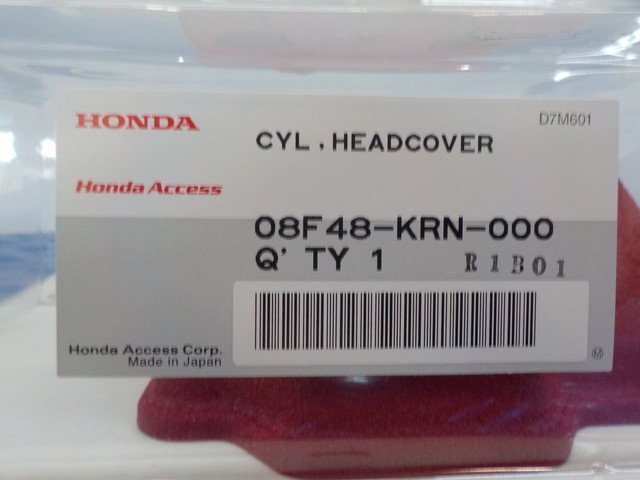 HONDA
CYL . HEADCOVER
D7M601
Honda Access
08F48-KRN-000
Q' TY 1
R1B01
Honda Access Corp.
Made in Japan
M